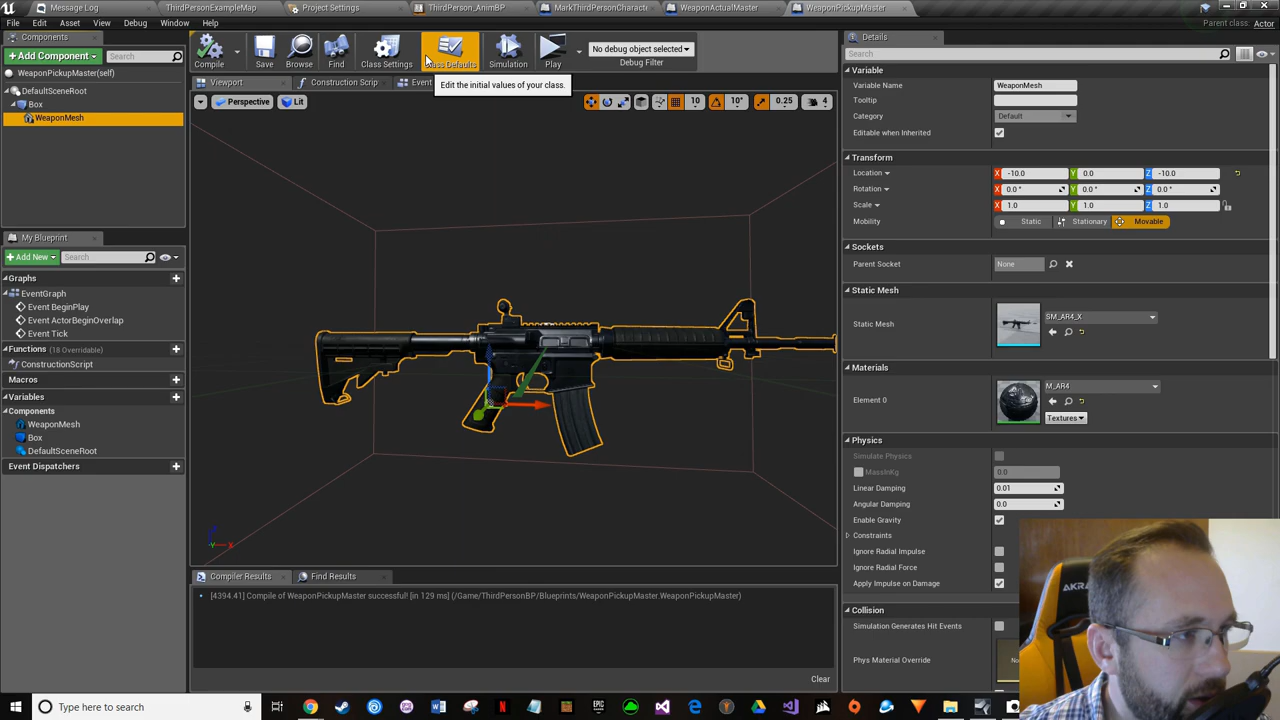 Message Log
ThirdPersonExampleMap
Project Settings
ThirdPerson_AnimBP
MarkThirdPersonCharact
WeaponActualMaster
WeaponPickupMaster
File
Edit
Asset
View
Debug
Window
Help
Parent class: Actor
Components
Add Component
Search
WeaponPickupMaster(self)
DefaultSceneRoot
Box
WeaponMesh
Compile
Save
Browse
Find
Class Settings
Class Defaults
Simulation
Play
No debug object selected
Debug Filter
Edit the initial values of your class.
Viewport
Construction Scrip
Event
Perspective
Lit
10
10°
0.25
4
My Blueprint
Add New
Search
Graphs
EventGraph
Event BeginPlay
Event ActorBeginOverlap
Event Tick
Functions (18 Overridable)
ConstructionScript
Macros
Variables
Components
WeaponMesh
Box
DefaultSceneRoot
Event Dispatchers
Z
Y
X
Compiler Results
Find Results
[4394.41] Compile of WeaponPickupMaster successful! [in 129 ms] (/Game/ThirdPersonBP/Blueprints/WeaponPickupMaster.WeaponPickupMaster)
Clear
Details
Search
Variable
Variable Name WeaponMesh
Tooltip
Category Default
Editable when Inherited
Transform
Location X -10.0 Y 0.0 Z -10.0
Rotation X 0.0 ° Y 0.0 ° Z 0.0 °
Scale X 1.0 Y 1.0 Z 1.0
Mobility Static Stationary Movable
Sockets
Parent Socket None
Static Mesh
Static Mesh SM_AR4_X
Materials
Element 0 M_AR4
Textures
Physics
Simulate Physics
MassInKg 0.0
Linear Damping 0.01
Angular Damping 0.0
Enable Gravity
Constraints
Ignore Radial Impulse
Ignore Radial Force
Apply Impulse on Damage
Collision
Simulation Generates Hit Events
Phys Material Override
No
AKRA
Type here to search